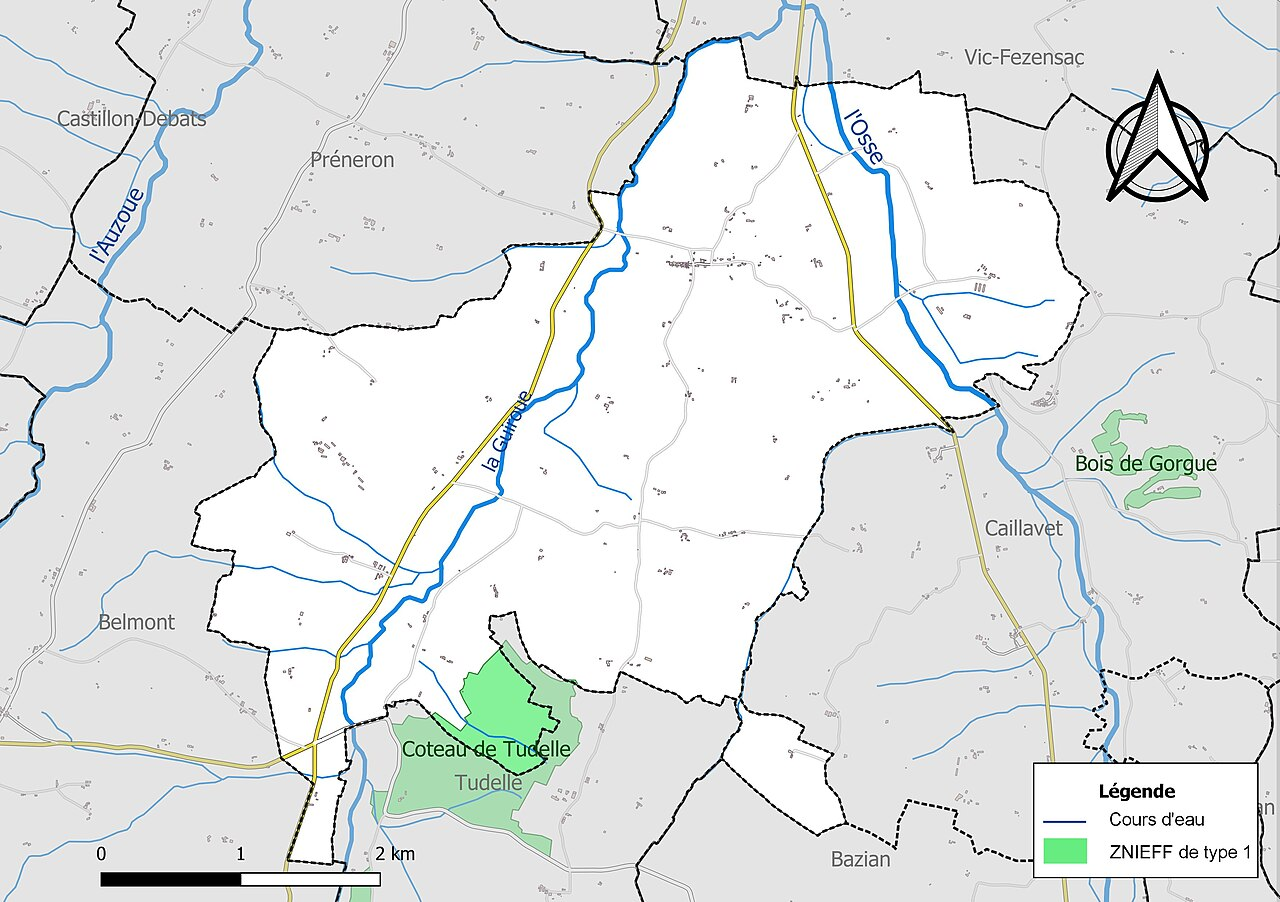 Vic-Fezensac
Castillon-Debats
l'Osse
Préneron
l'Auzoue
la Guiroue
Bois de Gorgue
Caillavet
Belmont
Coteau de Tudelle
Tudelle
Légende
Cours d'eau
ZNIEFF de type 1
0 1 2 km
Bazian